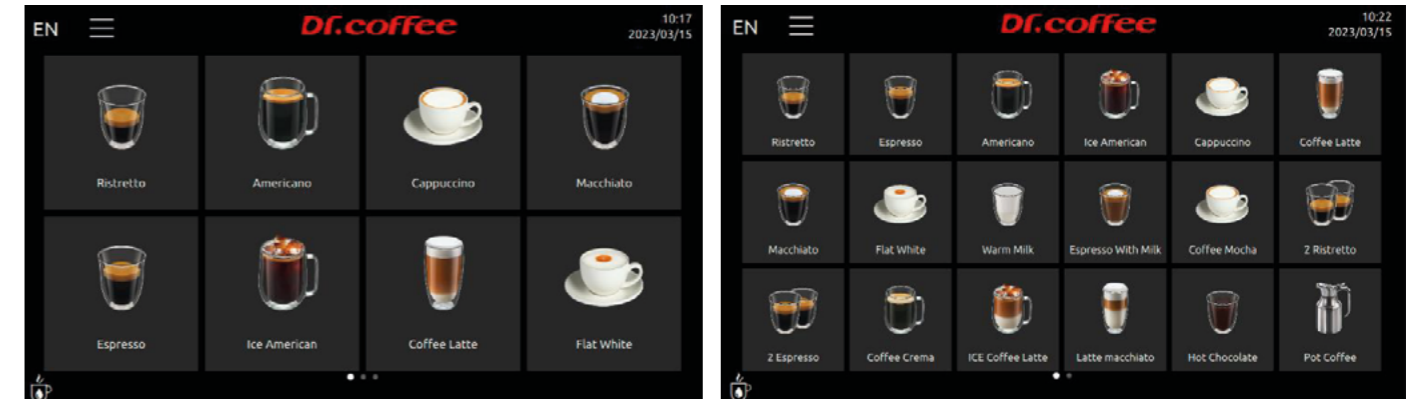 EN
Dr.coffee
10:17
2023/03/15
Ristretto
Americano
Cappuccino
Macchiato
Espresso
Ice American
Coffee Latte
Flat White
EN
Dr.coffee
10:22
2023/03/15
Ristretto
Espresso
Americano
Ice American
Cappuccino
Coffee Latte
Macchiato
Flat White
Warm Milk
Espresso With Milk
Coffee Mocha
2 Ristretto
2 Espresso
Coffee Crema
ICE Coffee Latte
Latte macchiato
Hot Chocolate
Pot Coffee